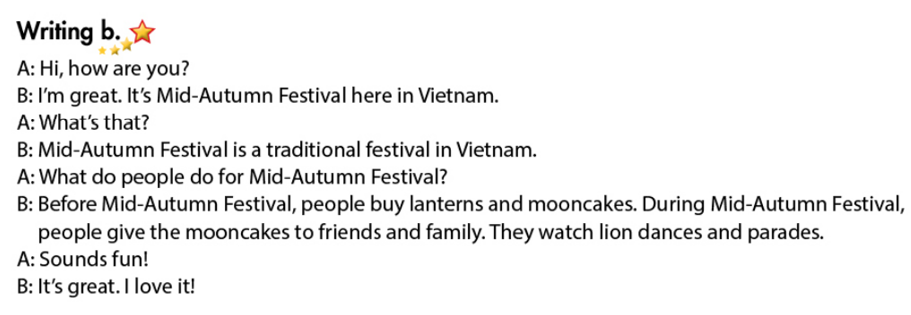 Writing b.
A: Hi, how are you?
B: I'm great. It's Mid-Autumn Festival here in Vietnam.
A: What's that?
B: Mid-Autumn Festival is a traditional festival in Vietnam.
A: What do people do for Mid-Autumn Festival?
B: Before Mid-Autumn Festival, people buy lanterns and mooncakes. During Mid-Autumn Festival,
people give the mooncakes to friends and family. They watch lion dances and parades.
A: Sounds fun!
B: It's great. I love it!